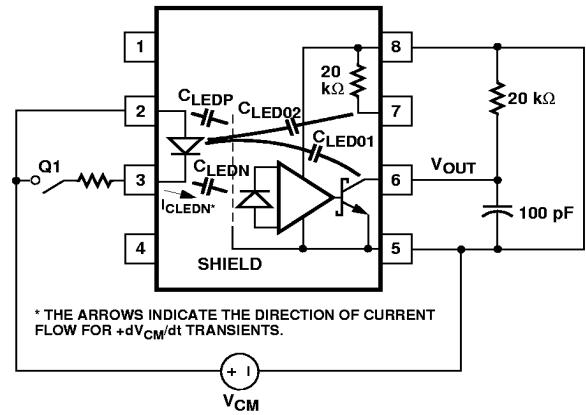 1
8
20
kΩ
CLEDP
CLED02
2
7
20 kΩ
CLED01
Q1
CLEDN
VOUT
3
6
ICLEDN*
100 pF
4
5
SHIELD
* THE ARROWS INDICATE THE DIRECTION OF CURRENT
FLOW FOR +dVCM/dt TRANSIENTS.
+ –
VCM